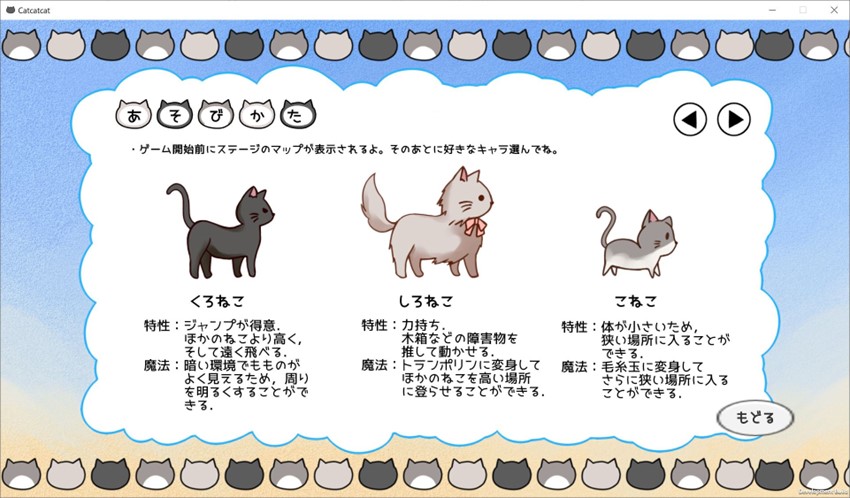 Catcatcat
あそびかた
・ゲーム開始前にステージのマップが表示されるよ。そのあとに好きなキャラ選んでね。
くろねこ
特性：ジャンプが得意．
ほかのねこより高く，
そして遠く飛べる．
魔法：暗い環境でもものが
よく見えるため，周り
を明るくすることがで
きる．
しろねこ
特性：力持ち．
木箱などの障害物を
推して動かせる．
魔法：トランポリンに変身して
ほかのねこを高い場所
に登らせることができる．
こねこ
特性：体が小さいため，
狭い場所に入ることが
できる．
魔法：毛糸玉に変身して
さらに狭い場所に入る
ことができる．
もどる
Development Build